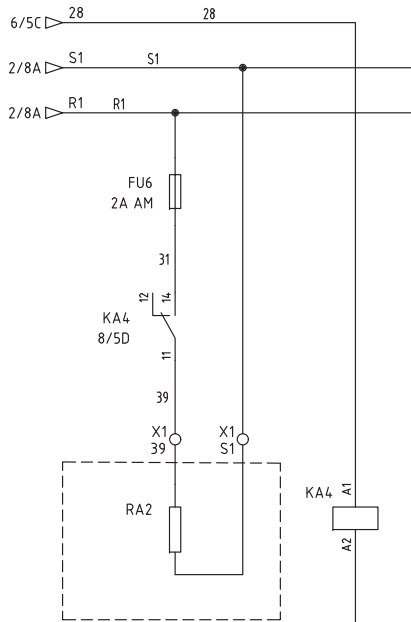 6/5C 28 28
2/8A S1 S1
2/8A R1 R1
FU6
2A AM
31
12 14
KA4
8/5D
11
39
X1 X1
39 S1
RA2
KA4 A1
A2